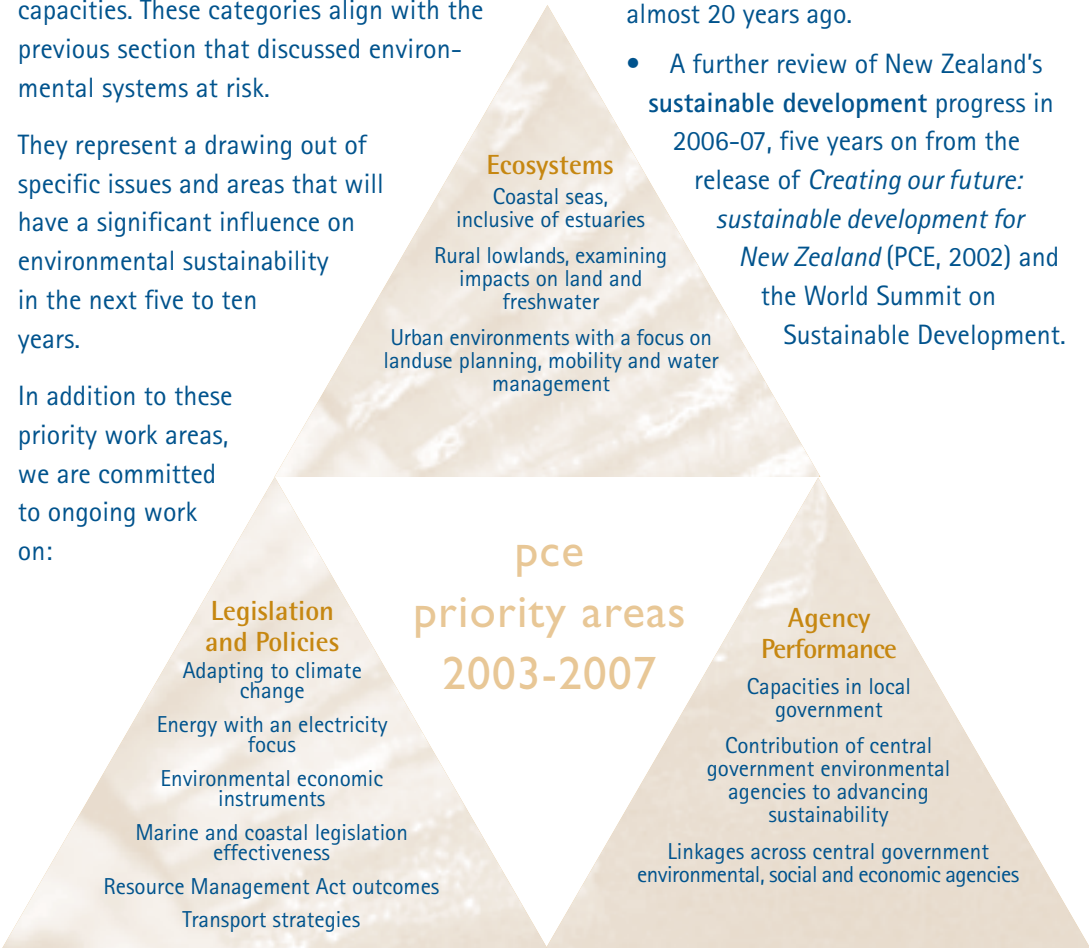 capacities. These categories align with the
previous section that discussed environ-
mental systems at risk.
They represent a drawing out of
specific issues and areas that will
have a significant influence on
environmental sustainability
in the next five to ten
years.
In addition to these
priority work areas,
we are committed
to ongoing work
on:
almost 20 years ago.
• A further review of New Zealand's
sustainable development progress in
2006-07, five years on from the
release of Creating our future:
sustainable development for
New Zealand (PCE, 2002) and
the World Summit on
Sustainable Development.
Ecosystems
Coastal seas,
inclusive of estuaries
Rural lowlands, examining
impacts on land and
freshwater
Urban environments with a focus on
landuse planning, mobility and water
management
pce
priority areas
2003-2007
Legislation
and Policies
Adapting to climate
change
Energy with an electricity
focus
Environmental economic
instruments
Marine and coastal legislation
effectiveness
Resource Management Act outcomes
Transport strategies
Agency
Performance
Capacities in local
government
Contribution of central
government environmental
agencies to advancing
sustainability
Linkages across central government
environmental, social and economic agencies